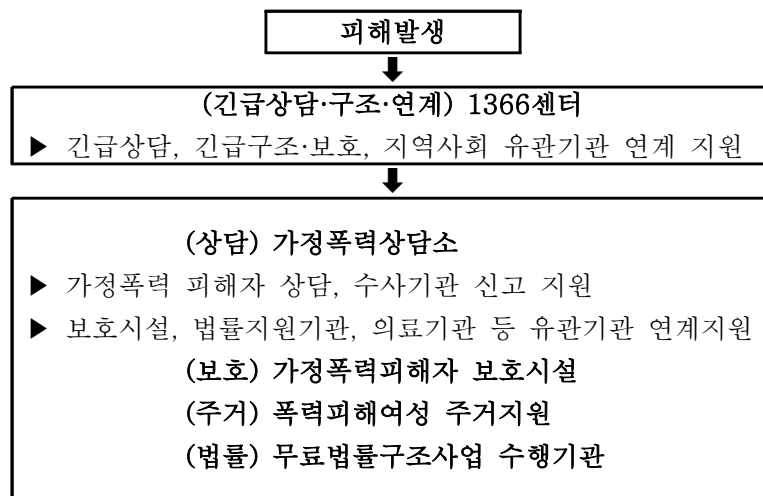 피해발생
(긴급상담·구조·연계) 1366센터
▶ 긴급상담, 긴급구조·보호, 지역사회 유관기관 연계 지원
(상담) 가정폭력상담소
▶ 가정폭력 피해자 상담, 수사기관 신고 지원
▶ 보호시설, 법률지원기관, 의료기관 등 유관기관 연계지원
(보호) 가정폭력피해자 보호시설
(주거) 폭력피해여성 주거지원
(법률) 무료법률구조사업 수행기관